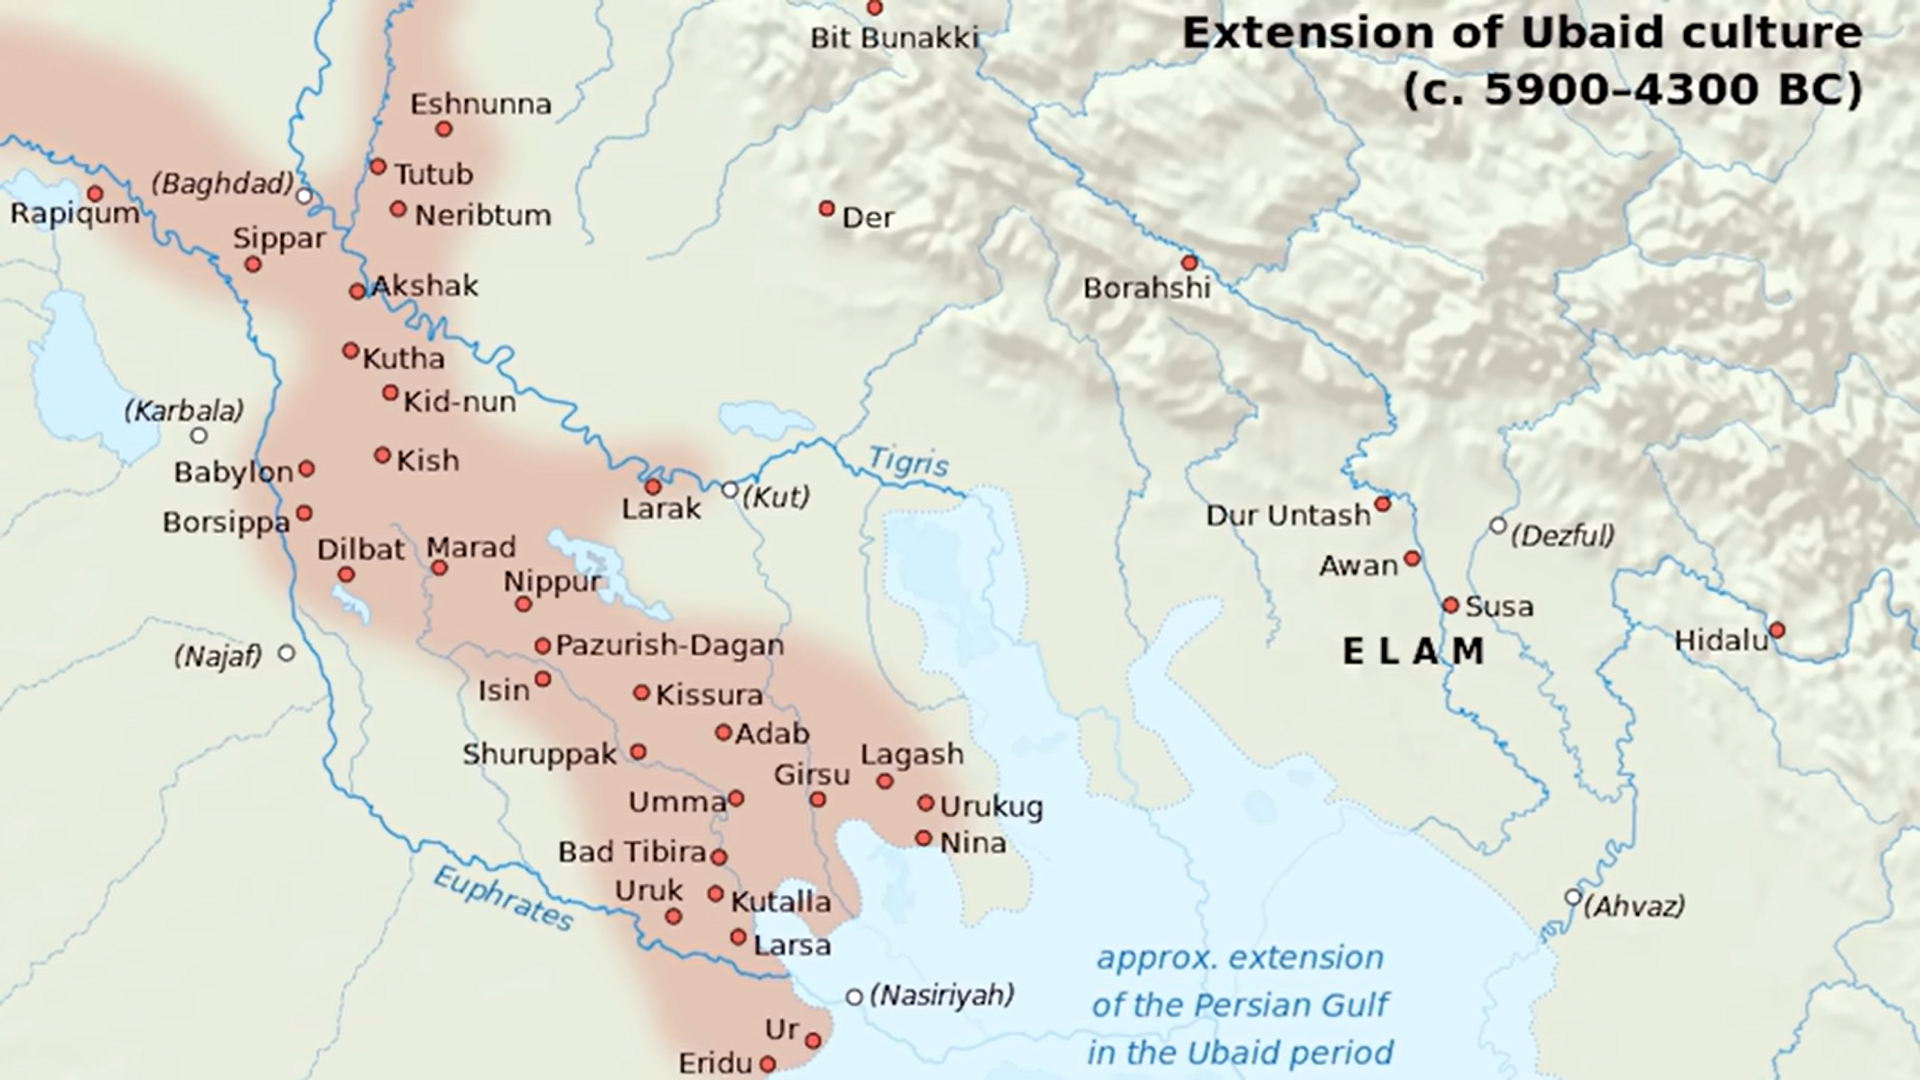 Extension of Ubaid culture
(c. 5900–4300 BC)
Bit Bunakki
Eshnunna
Tutub
(Baghdad)
Rapiqum
Neribtum
Der
Sippar
Akshak
Borahshi
Kutha
Kid-nun
(Karbala)
Babylon
Kish
Tigris
Larak
(Kut)
Borsippa
Dur Untash
(Dezful)
Dilbat
Marad
Awan
Nippur
Susa
(Najaf)
Pazurish-Dagan
ELAM
Hidalu
Isin
Kissura
Adab
Shuruppak
Lagash
Girsu
Umma
Urukug
Nina
Bad Tibira
Uruk
Kutalla
Euphrates
(Ahvaz)
Larsa
approx. extension
of the Persian Gulf
in the Ubaid period
(Nasiriyah)
Ur
Eridu